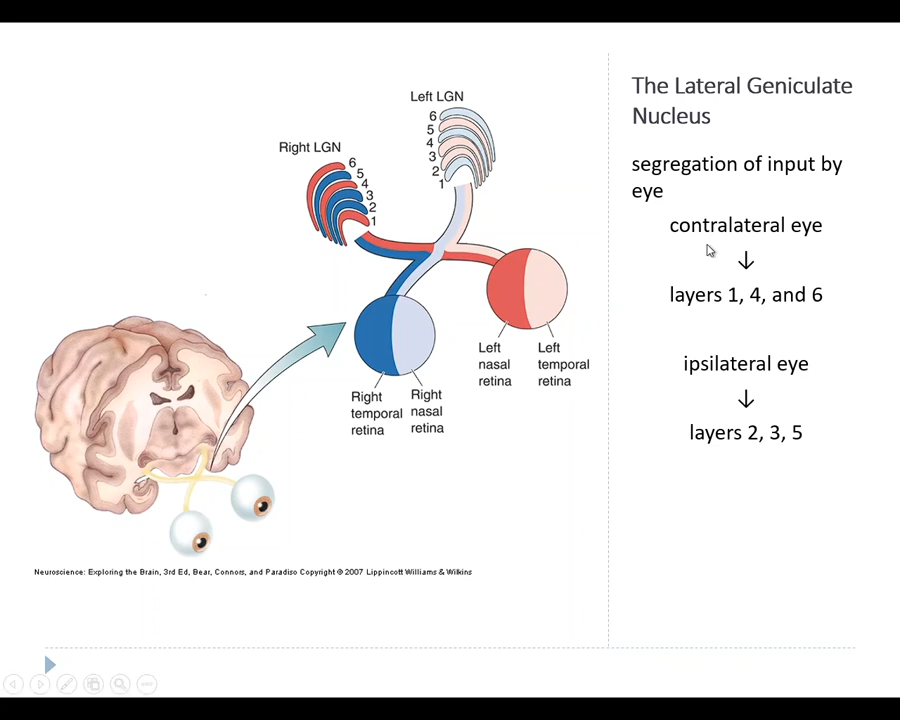 The Lateral Geniculate
Nucleus
segregation of input by
eye
contralateral eye
↓
layers 1, 4, and 6
ipsilateral eye
↓
layers 2, 3, 5
Left LGN
6
5
4
3
2
1
Right LGN
6
5
4
3
2
1
Left
nasal
retina
Left
temporal
retina
Right
temporal
retina
Right
nasal
retina
Neuroscience: Exploring the Brain, 3rd Ed, Bear, Connors, and Paradiso Copyright © 2007 Lippincott Williams & Wilkins